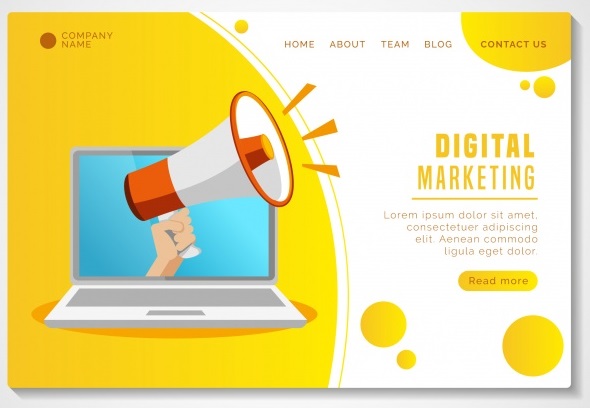 COMPANY
NAME
HOME ABOUT TEAM BLOG CONTACT US
DIGITAL
MARKETING
Lorem ipsum dolor sit amet,
consectetuer adipiscing
elit. Aenean commodo
ligula eget dolor.
Read more